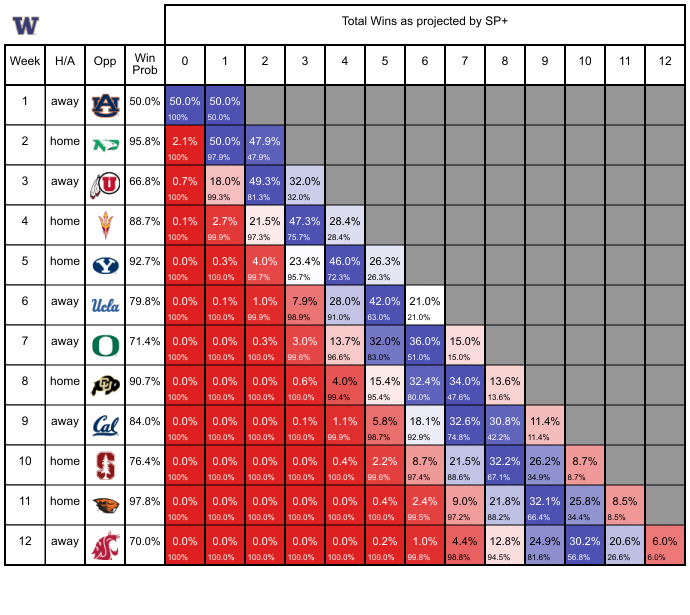 W
Total Wins as projected by SP+
Week H/A Opp Win Prob 0 1 2 3 4 5 6 7 8 9 10 11 12
1 away AU 50.0% 50.0% 50.0%
100% 50.0%
2 home ND 95.8% 2.1% 50.0% 47.9%
100% 97.9% 47.9%
3 away U 66.8% 0.7% 18.0% 49.3% 32.0%
100% 99.3% 81.3% 32.0%
4 home 88.7% 0.1% 2.7% 21.5% 47.3% 28.4%
100% 99.9% 97.3% 75.7% 28.4%
5 home Y 92.7% 0.0% 0.3% 4.0% 23.4% 46.0% 26.3%
100% 100.0% 99.7% 95.7% 72.3% 26.3%
6 away Ucla 79.8% 0.0% 0.1% 1.0% 7.9% 28.0% 42.0% 21.0%
100% 100.0% 99.9% 98.9% 91.0% 63.0% 21.0%
7 away O 71.4% 0.0% 0.0% 0.3% 3.0% 13.7% 32.0% 36.0% 15.0%
100% 100.0% 100.0% 99.6% 96.6% 83.0% 51.0% 15.0%
8 home CU 90.7% 0.0% 0.0% 0.0% 0.6% 4.0% 15.4% 32.4% 34.0% 13.6%
100% 100.0% 100.0% 100.0% 99.4% 95.4% 80.0% 47.6% 13.6%
9 away Cal 84.0% 0.0% 0.0% 0.0% 0.1% 1.1% 5.8% 18.1% 32.6% 30.8% 11.4%
100% 100.0% 100.0% 100.0% 99.9% 98.7% 92.9% 74.8% 42.2% 11.4%
10 home S 76.4% 0.0% 0.0% 0.0% 0.0% 0.4% 2.2% 8.7% 21.5% 32.2% 26.2% 8.7%
100% 100.0% 100.0% 100.0% 100.0% 99.6% 97.4% 88.6% 67.1% 34.9% 8.7%
11 home 97.8% 0.0% 0.0% 0.0% 0.0% 0.0% 0.4% 2.4% 9.0% 21.8% 32.1% 25.8% 8.5%
100% 100.0% 100.0% 100.0% 100.0% 100.0% 99.5% 97.2% 88.2% 66.4% 34.4% 8.5%
12 away 70.0% 0.0% 0.0% 0.0% 0.0% 0.0% 0.2% 1.0% 4.4% 12.8% 24.9% 30.2% 20.6% 6.0%
100% 100.0% 100.0% 100.0% 100.0% 100.0% 99.8% 98.8% 94.5% 81.6% 56.8% 26.6% 6.0%